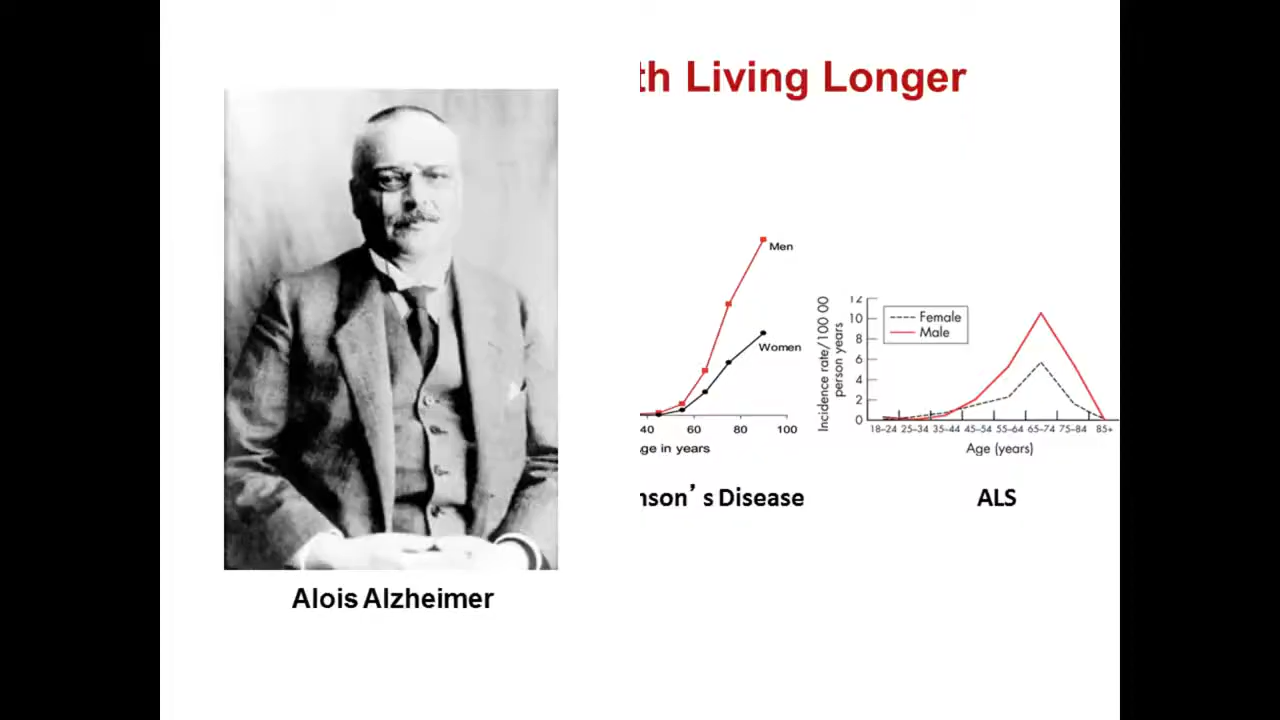 th Living Longer
Men
Women
40 60 80 100
ge in years
nson's Disease
Incidence rate/100 00
person years
12
10
8
6
4
2
0
Female
Male
18–24 25–34 35–44 45–54 55–64 65–74 75–84 85+
Age (years)
ALS
Alois Alzheimer